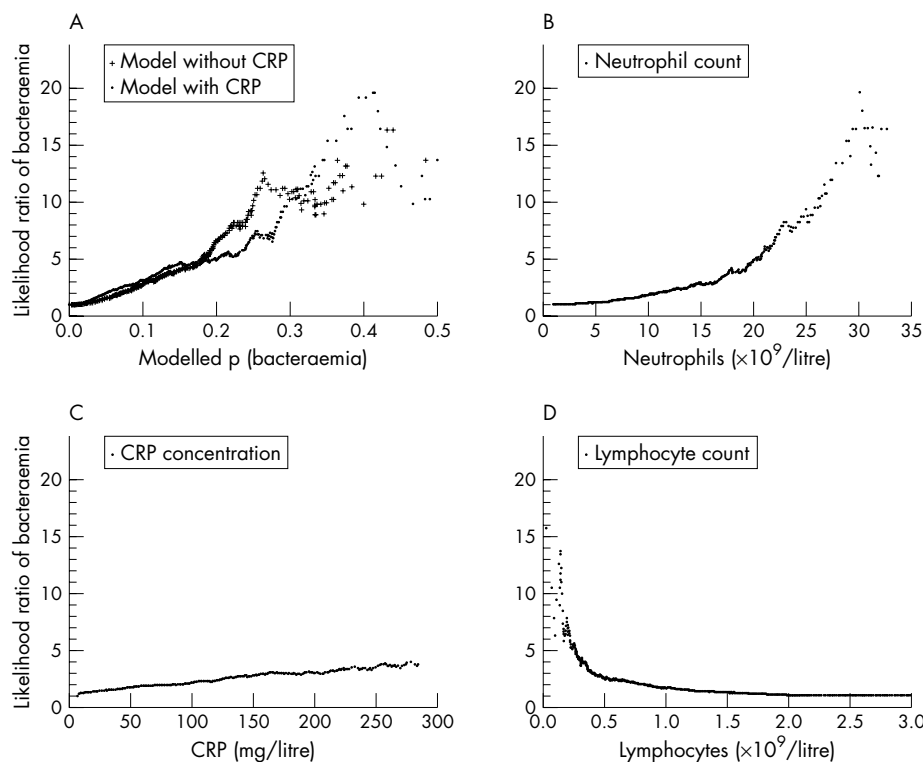 A
Model without CRP
Model with CRP
20
15
10
5
0
0.0 0.1 0.2 0.3 0.4 0.5
Likelihood ratio of bacteraemia
Modelled p (bacteraemia)
B
Neutrophil count
20
15
10
5
0
0 5 10 15 20 25 30 35
Neutrophils (×10⁹/litre)
C
CRP concentration
20
15
10
5
0
0 50 100 150 200 250 300
Likelihood ratio of bacteraemia
CRP (mg/litre)
D
Lymphocyte count
20
15
10
5
0
0.0 0.5 1.0 1.5 2.0 2.5 3.0
Lymphocytes (×10⁹/litre)